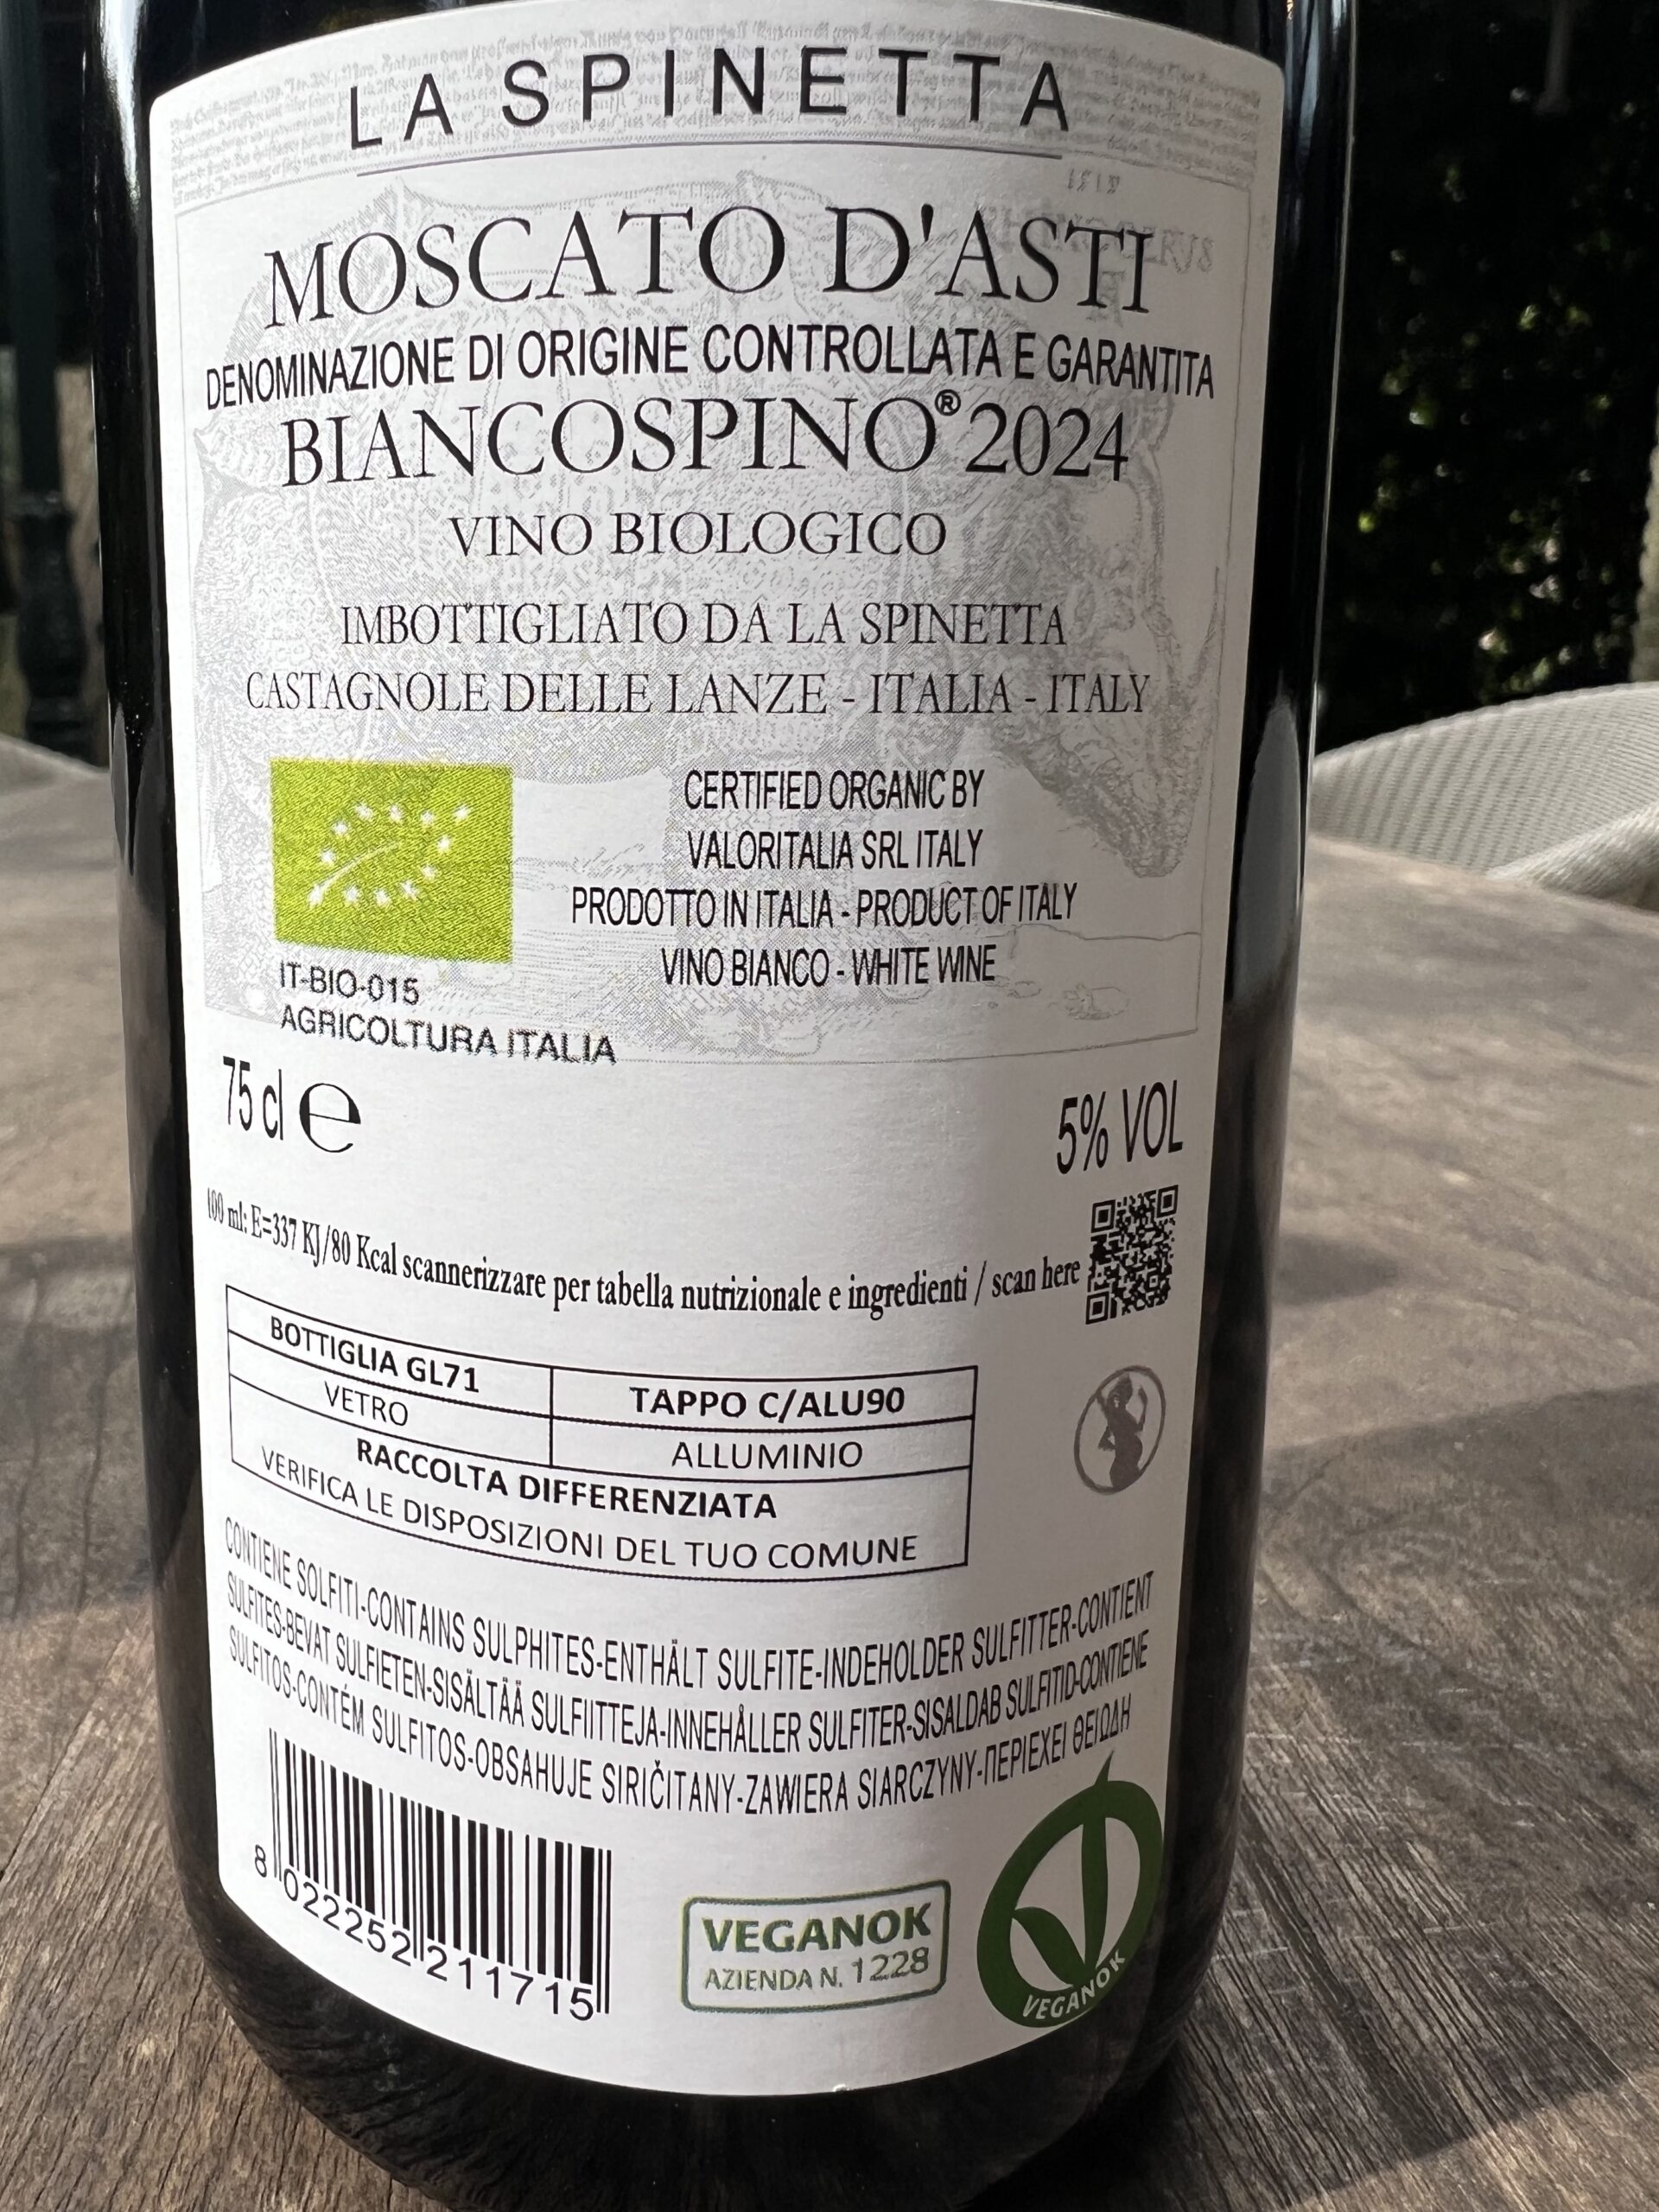 LA SPINETTA
MOSCATO D'ASTI
DENOMINAZIONE DI ORIGINE CONTROLLATA E GARANTITA
BIANCOSPINO® 2024
VINO BIOLOGICO
IMBOTTIGLIATO DA LA SPINETTA
CASTAGNOLE DELLE LANZE - ITALIA - ITALY
CERTIFIED ORGANIC BY
VALORITALIA SRL ITALY
PRODOTTO IN ITALIA - PRODUCT OF ITALY
VINO BIANCO - WHITE WINE
IT-BIO-015
AGRICOLTURA ITALIA
75 cl e
5% VOL
100 ml: E=337 KJ/80 Kcal scannerizzare per tabella nutrizionale e ingredienti / scan here
BOTTIGLIA GL71
TAPPO C/ALU90
VETRO
ALLUMINIO
RACCOLTA DIFFERENZIATA
VERIFICA LE DISPOSIZIONI DEL TUO COMUNE
CONTIENE SOLFITI-CONTAINS SULPHITES-ENTHÄLT SULFITE-INDEHOLDER SULFITTER-CONTIENT
SULFITES-BEVAT SULFIETEN-SISÄLTÄÄ SULFIITTEJA-INNEHÅLLER SULFITER-SISALDAB SULFITID-CONTIENE
SULFITOS-CONTÉM SULFITOS-OBSAHUJE SIRIČITANY-ZAWIERA SIARCZYNY-ΠΕΡΙΕΧΕΙ ΘΕΙΩΔΗ
8 022252 211715
VEGANOK
AZIENDA N. 1228
VEGANOK